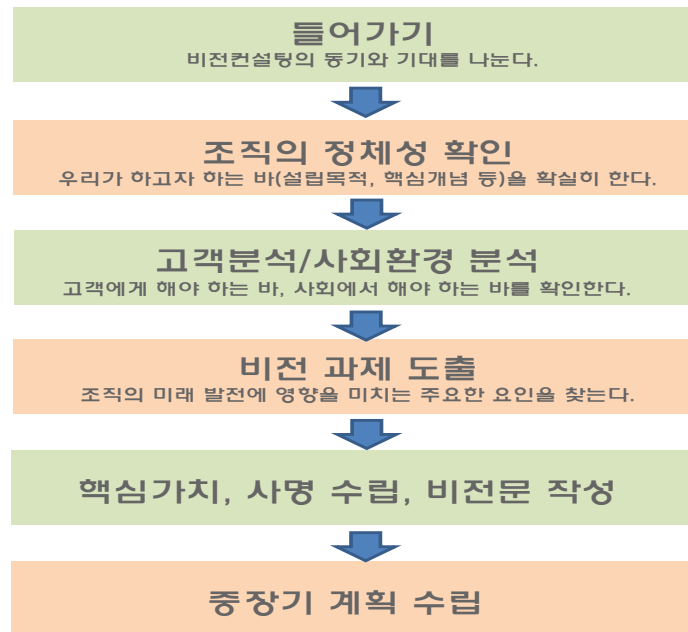 들어가기
비전컨설팅의 동기와 기대를 나눈다.
조직의 정체성 확인
우리가 하고자 하는 바(설립목적, 핵심개념 등)을 확실히 한다.
고객분석/사회환경 분석
고객에게 해야 하는 바, 사회에서 해야 하는 바를 확인한다.
비전 과제 도출
조직의 미래 발전에 영향을 미치는 주요한 요인을 찾는다.
핵심가치, 사명 수립, 비전문 작성
중장기 계획 수립